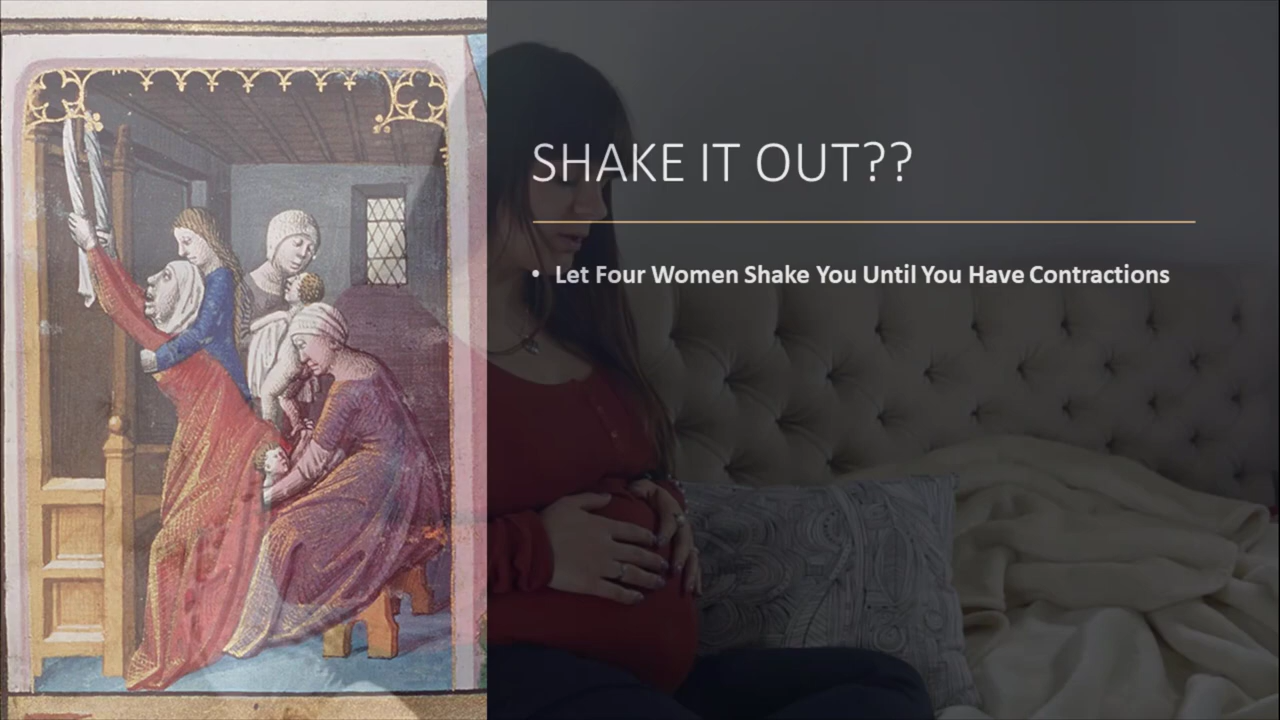 SHAKE IT OUT??
• Let Four Women Shake You Until You Have Contractions